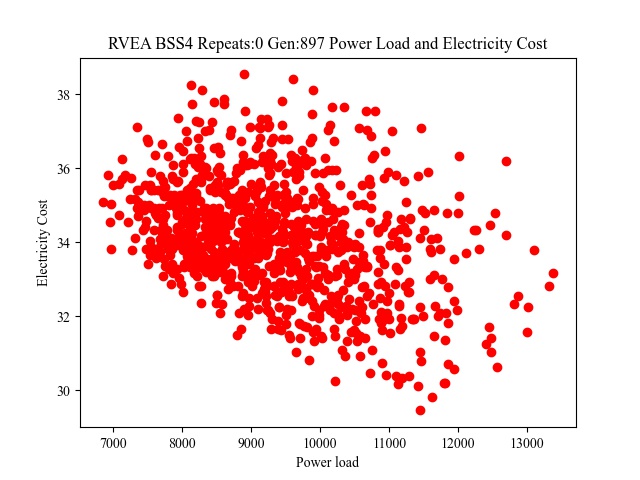 RVEA BSS4 Repeats:0 Gen:897 Power Load and Electricity Cost
38
36
34
32
30
Electricity Cost
7000 8000 9000 10000 11000 12000 13000
Power load